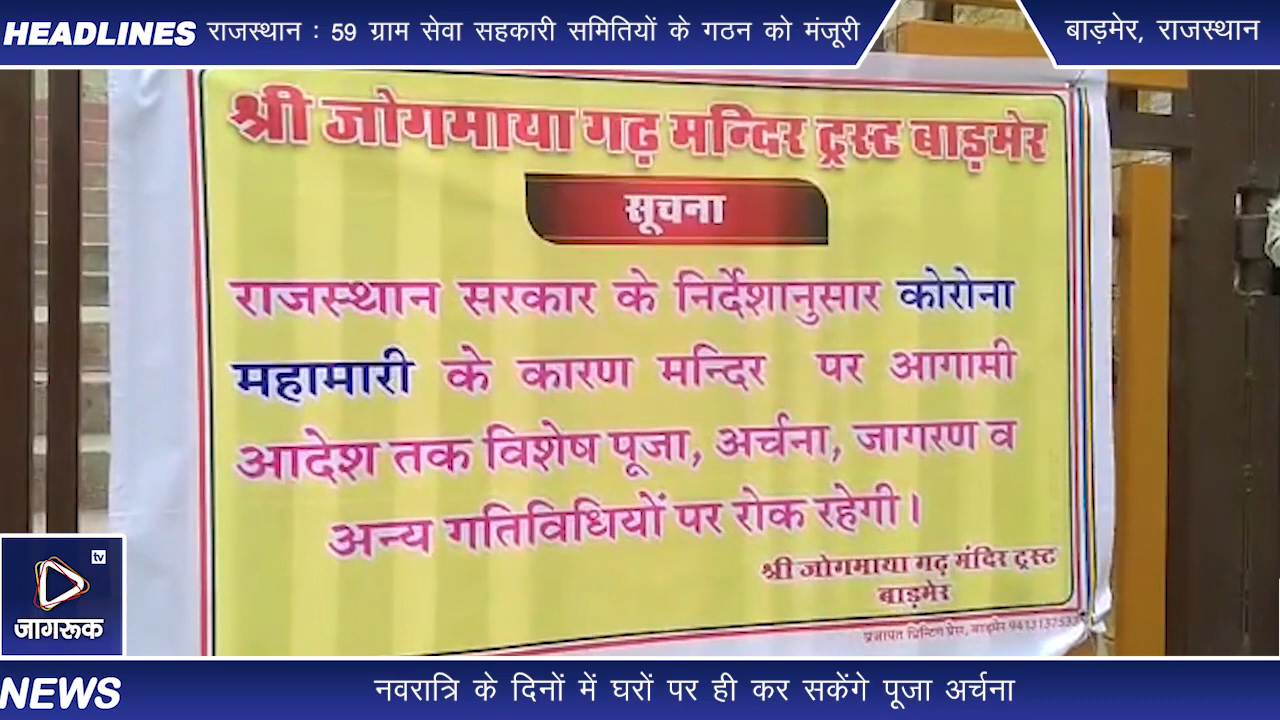 HEADLINES राजस्थान : 59 ग्राम सेवा सहकारी समितियों के गठन को मंजूरी
बाड़मेर, राजस्थान
श्री जोगमाया गढ़ मन्दिर ट्रस्ट बाड़मेर
सूचना
राजस्थान सरकार के निर्देशानुसार कोरोना
महामारी के कारण मन्दिर पर आगामी
आदेश तक विशेष पूजा, अर्चना, जागरण व
अन्य गतिविधियों पर रोक रहेगी।
श्री जोगमाया गढ़ मंदिर ट्रस्ट
बाड़मेर
प्रजापत प्रिन्टिंग प्रेस, बाड़मेर
tv
जागरूक
NEWS नवरात्रि के दिनों में घरों पर ही कर सकेंगे पूजा अर्चना